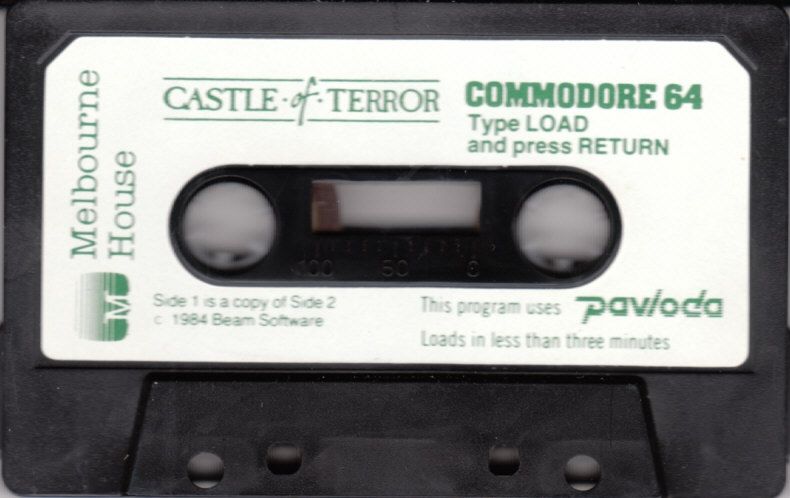 Melbourne
House
M
CASTLE·of·TERROR
COMMODORE 64
Type LOAD
and press RETURN
100 50 0
Side 1 is a copy of Side 2
c 1984 Beam Software
This program uses pavloda
Loads in less than three minutes